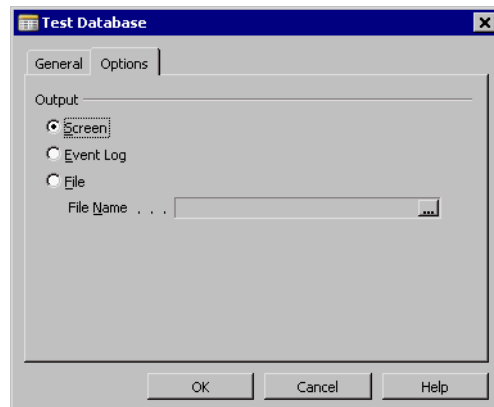 Test Database
General Options
Output
Screen
Event Log
File
File Name . . .
...
OK Cancel Help